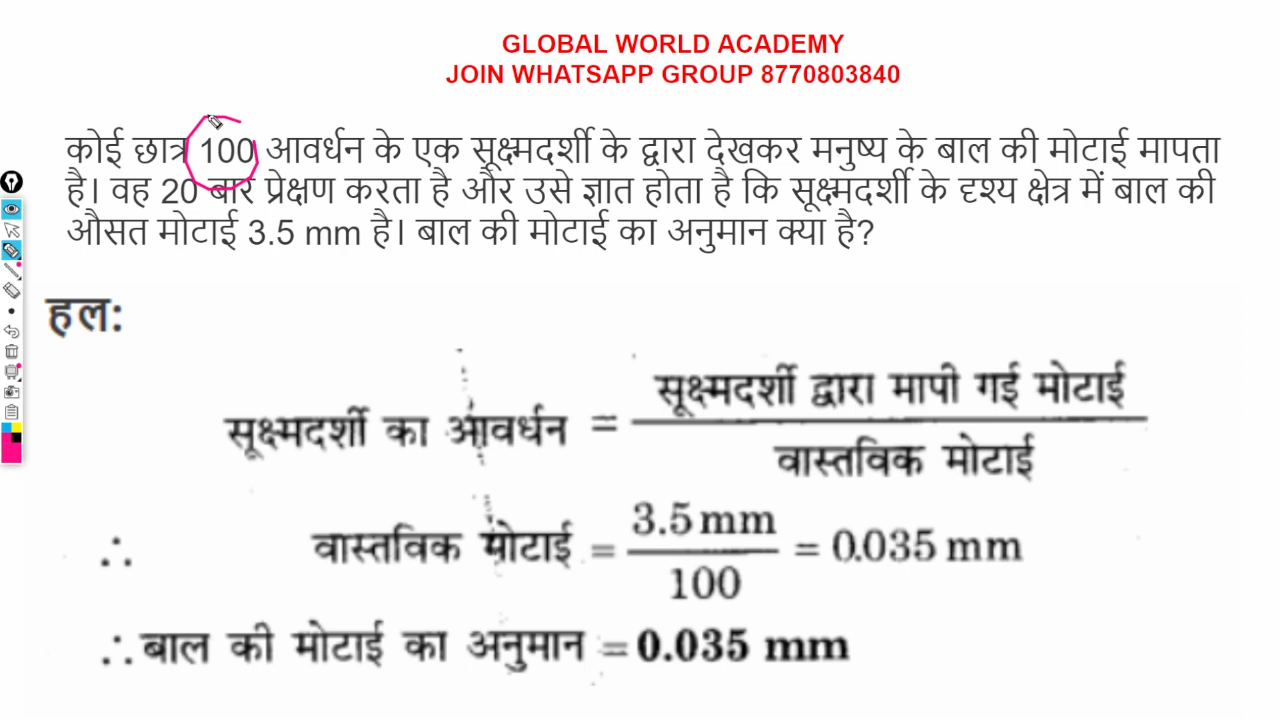 GLOBAL WORLD ACADEMY
JOIN WHATSAPP GROUP 8770803840
कोई छात्र 100 आवर्धन के एक सूक्ष्मदर्शी के द्वारा देखकर मनुष्य के बाल की मोटाई मापता
है। वह 20 बार प्रेक्षण करता है और उसे ज्ञात होता है कि सूक्ष्मदर्शी के दृश्य क्षेत्र में बाल की
औसत मोटाई 3.5 mm है। बाल की मोटाई का अनुमान क्या है?
हल:
सूक्ष्मदर्शी का आवर्धन = सूक्ष्मदर्शी द्वारा मापी गई मोटाई
वास्तविक मोटाई
∴ वास्तविक मोटाई = 3.5 mm
100 = 0.035 mm
∴ बाल की मोटाई का अनुमान = 0.035 mm